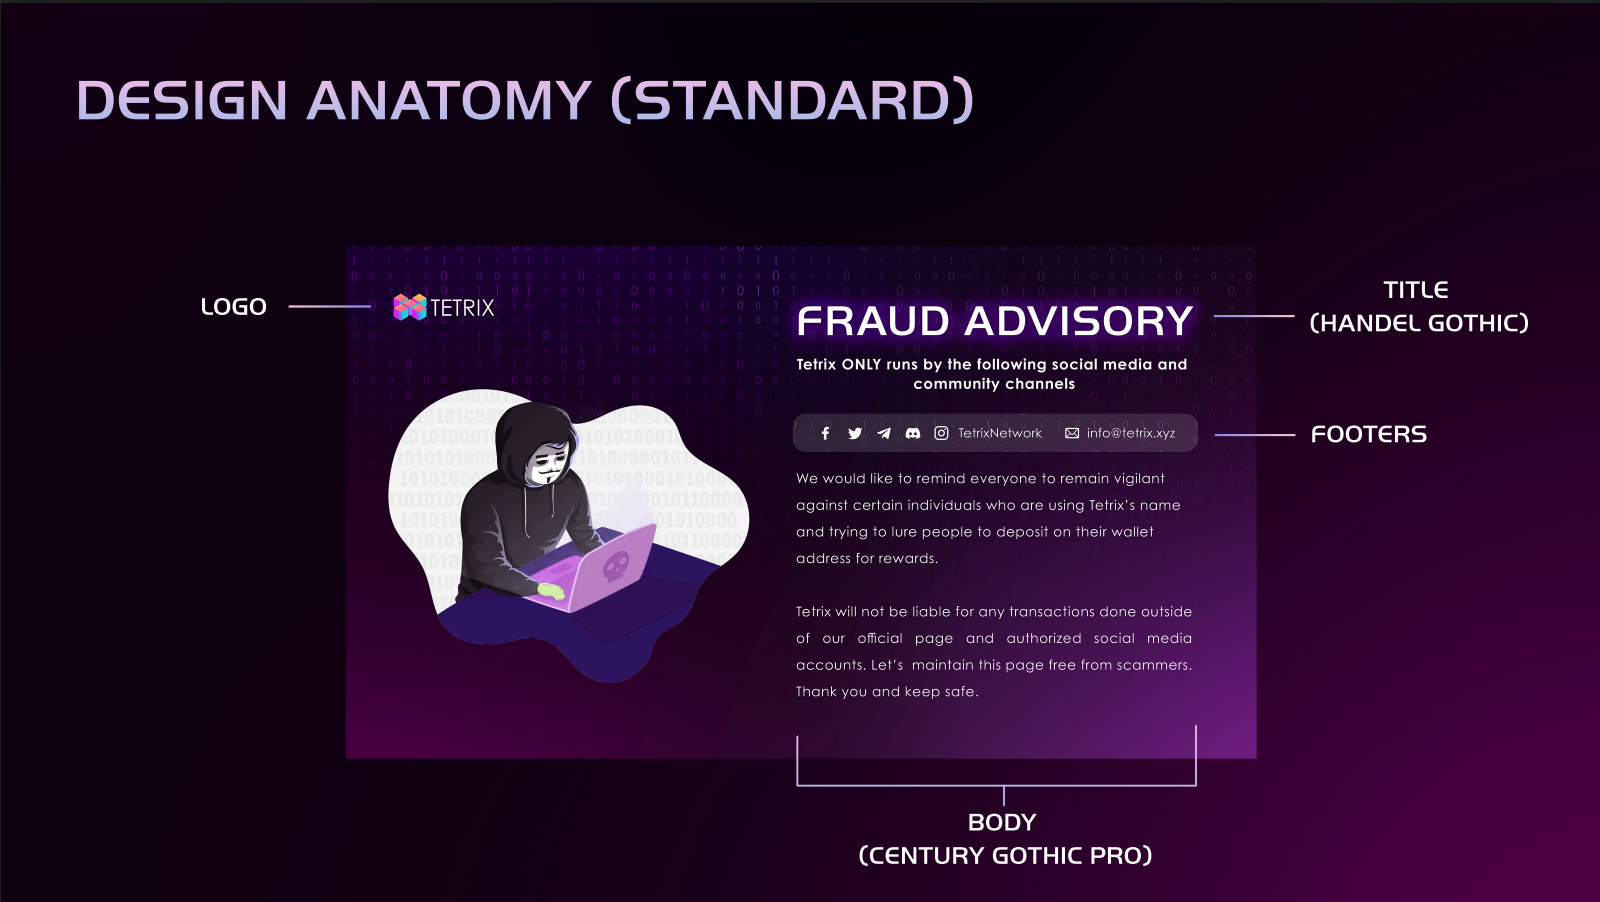 DESIGN ANATOMY (STANDARD)
LOGO
TETRIX
FRAUD ADVISORY
TITLE
(HANDEL GOTHIC)
Tetrix ONLY runs by the following social media and
community channels
TetrixNetwork info@tetrix.xyz
FOOTERS
We would like to remind everyone to remain vigilant
against certain individuals who are using Tetrix's name
and trying to lure people to deposit on their wallet
address for rewards.
Tetrix will not be liable for any transactions done outside
of our official page and authorized social media
accounts. Let's maintain this page free from scammers.
Thank you and keep safe.
BODY
(CENTURY GOTHIC PRO)